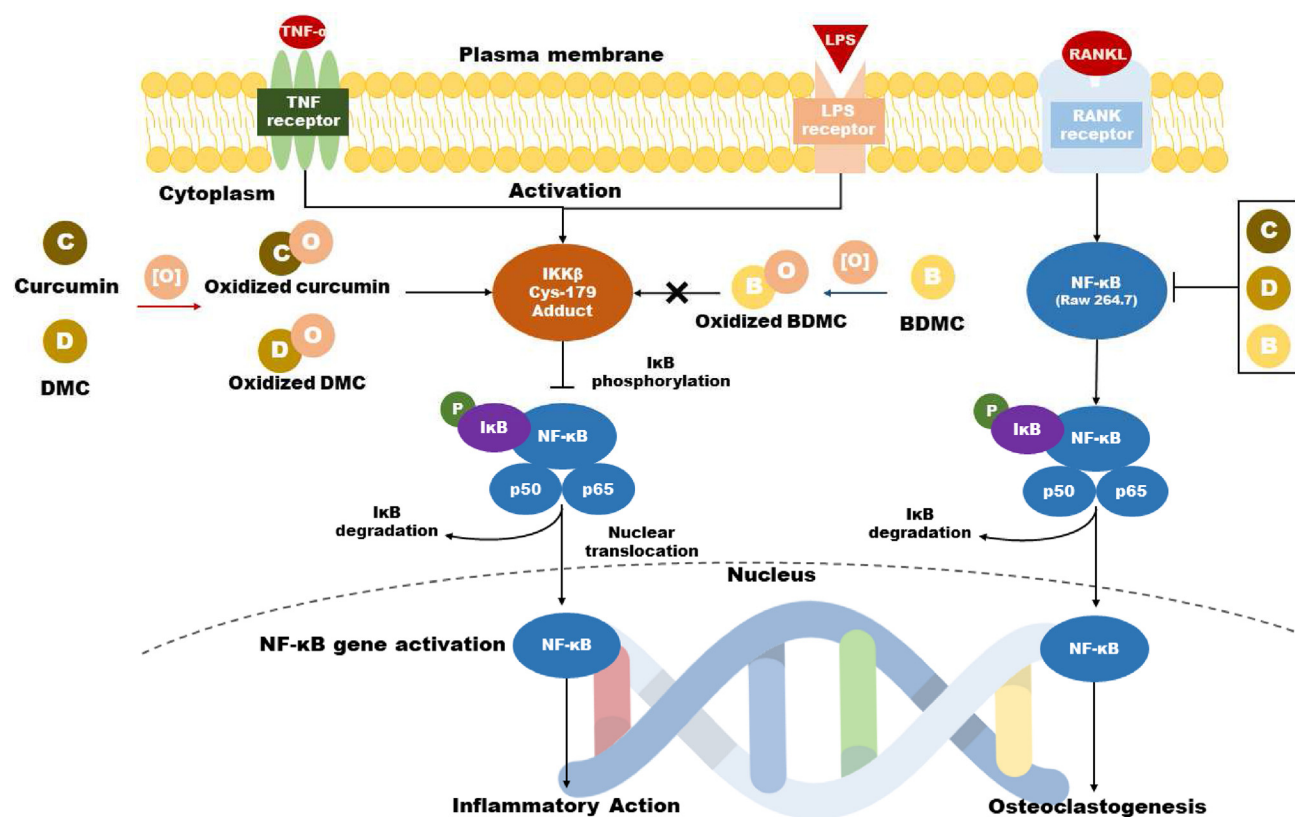 TNF-α
LPS
RANKL
Plasma membrane
TNF
receptor
LPS
receptor
RANK
receptor
Cytoplasm
Activation
C
Curcumin
[O]
C
O
Oxidized curcumin
D
DMC
D
O
Oxidized DMC
IKKβ
Cys-179
Adduct
B
O
Oxidized BDMC
[O]
B
BDMC
NF-κB
(Raw 264.7)
C
D
B
IκB
phosphorylation
P
IκB
NF-κB
p50
p65
IκB
degradation
Nuclear
translocation
P
IκB
NF-κB
p50
p65
IκB
degradation
Nucleus
NF-κB gene activation
NF-κB
NF-κB
Inflammatory Action
Osteoclastogenesis